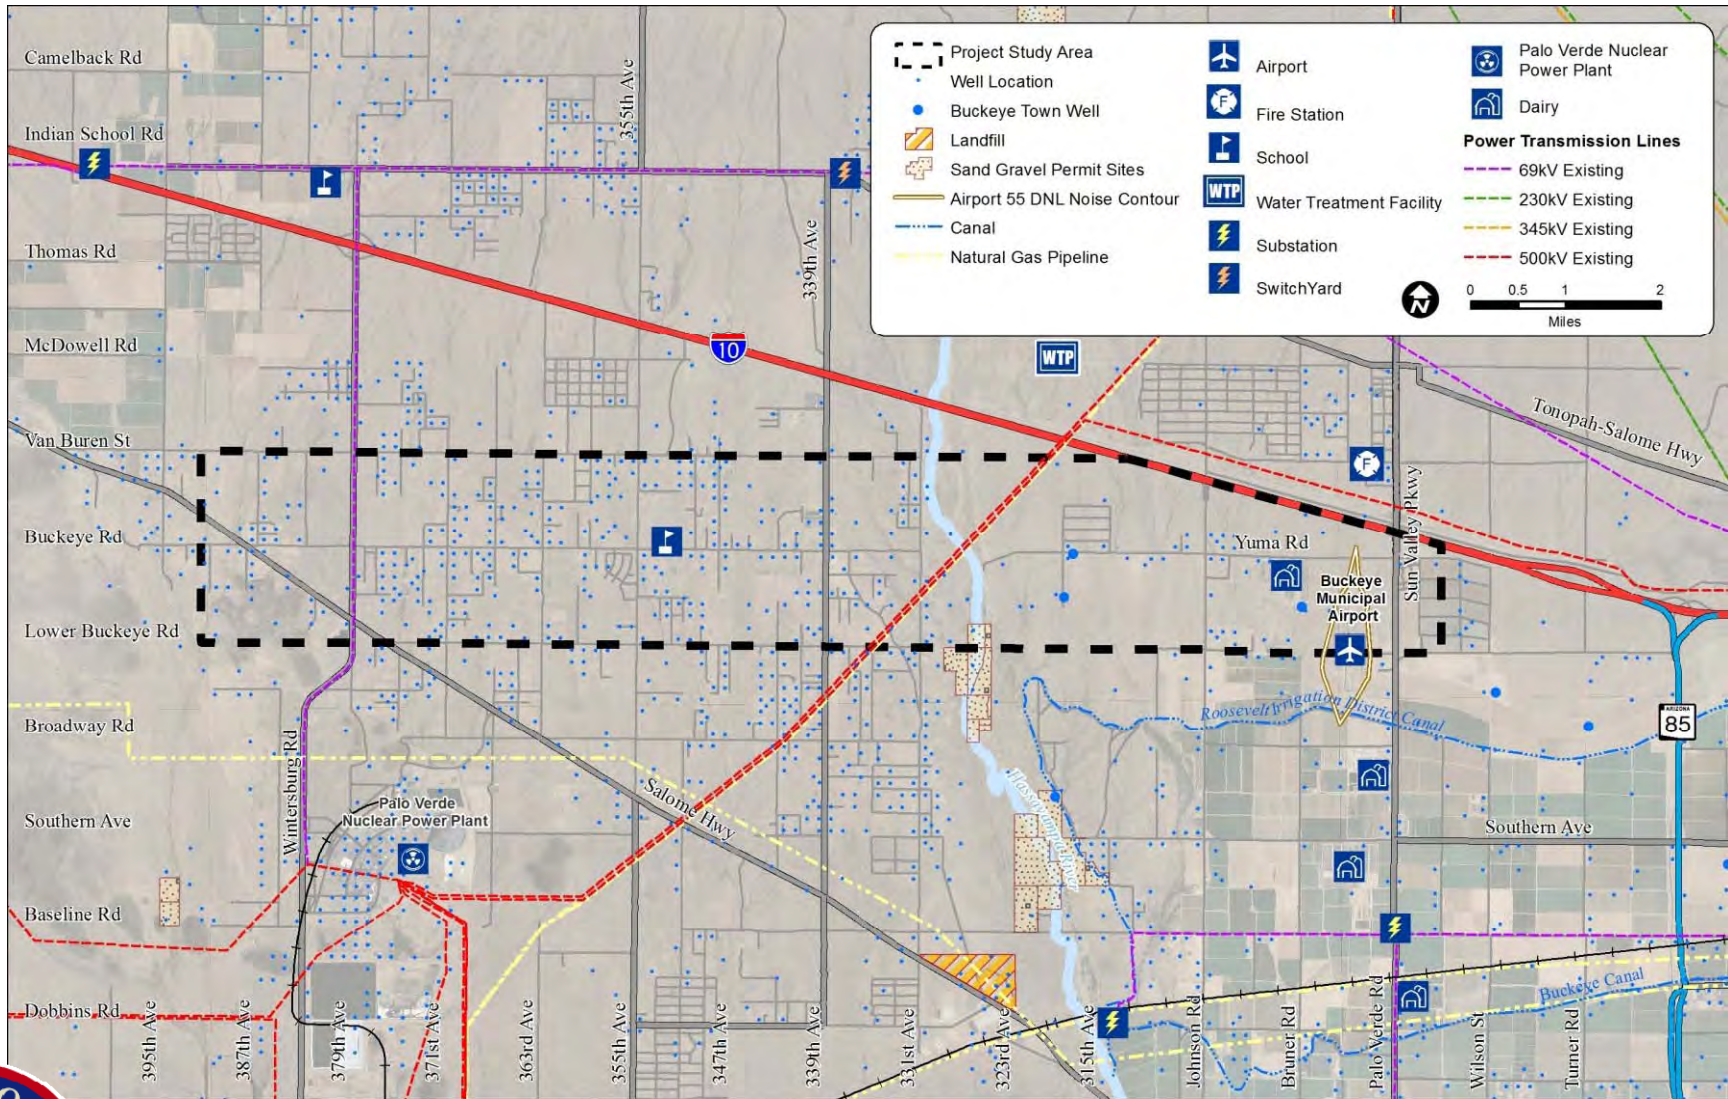 Camelback Rd
Indian School Rd
Thomas Rd
McDowell Rd
Van Buren St
Buckeye Rd
Lower Buckeye Rd
Broadway Rd
Southern Ave
Baseline Rd
Dobbins Rd
355th Ave
339th Ave
10
Project Study Area
Well Location
Buckeye Town Well
Landfill
Sand Gravel Permit Sites
Airport 55 DNL Noise Contour
Canal
Natural Gas Pipeline
Airport
F
Fire Station
School
WTP
Water Treatment Facility
Substation
SwitchYard
Palo Verde Nuclear
Power Plant
Dairy
Power Transmission Lines
69kV Existing
230kV Existing
345kV Existing
500kV Existing
N
0 0.5 1 2
Miles
WTP
Tonopah-Salome Hwy
F
Sun Valley Pkwy
Yuma Rd
Buckeye
Municipal
Airport
Roosevelt Irrigation District Canal
ARIZONA
85
Wintersburg Rd
Palo Verde
Nuclear Power Plant
Salome Hwy
Hassayampa River
Southern Ave
Buckeye Canal
395th Ave
387th Ave
379th Ave
371st Ave
363rd Ave
355th Ave
347th Ave
339th Ave
331st Ave
323rd Ave
315th Ave
Johnson Rd
Bruner Rd
Palo Verde Rd
Wilson St
Turner Rd